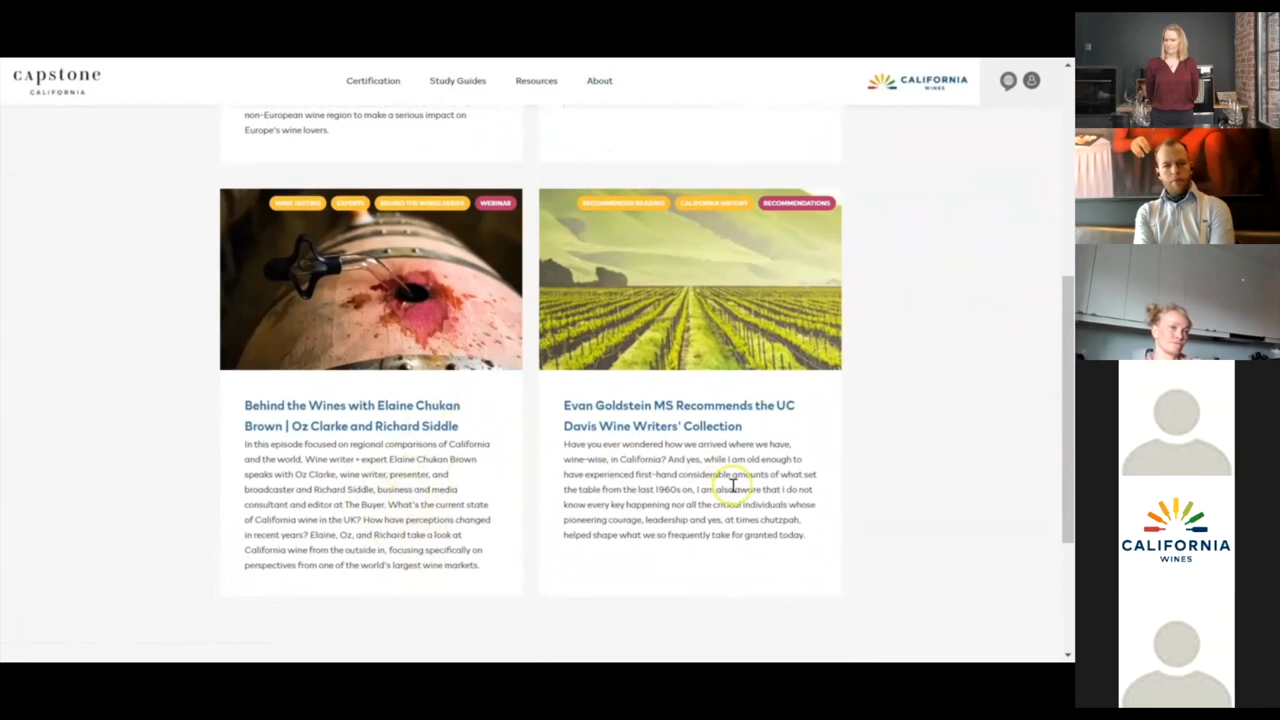 capstone
CALIFORNIA
Certification
Study Guides
Resources
About
CALIFORNIA
WINES
non-European wine region to make a serious impact on
Europe's wine lovers.
WINE TASTING
EXPERTS
BEHIND THE WINES SERIES
WEBINAR
RECOMMENDED READING
CALIFORNIA HISTORY
RECOMMENDATIONS
Behind the Wines with Elaine Chukan
Brown | Oz Clarke and Richard Siddle
In this episode focused on regional comparisons of California
and the world, Wine writer + expert Elaine Chukan Brown
speaks with Oz Clarke, wine writer, presenter, and
broadcaster and Richard Siddle, business and media
consultant and editor at The Buyer. What's the current state
of California wine in the UK? How have perceptions changed
in recent years? Elaine, Oz, and Richard take a look at
California wine from the outside in, focusing specifically on
perspectives from one of the world's largest wine markets.
Evan Goldstein MS Recommends the UC
Davis Wine Writers' Collection
Have you ever wondered how we arrived where we have,
wine-wise, in California? And yes, while I am old enough to
have experienced first-hand considerable amounts of what set
the table from the last 1960s on, I am also aware that I do not
know every key happening nor all the critical individuals whose
pioneering courage, leadership and yes, at times chutzpah,
helped shape what we so frequently take for granted today.
CALIFORNIA
WINES